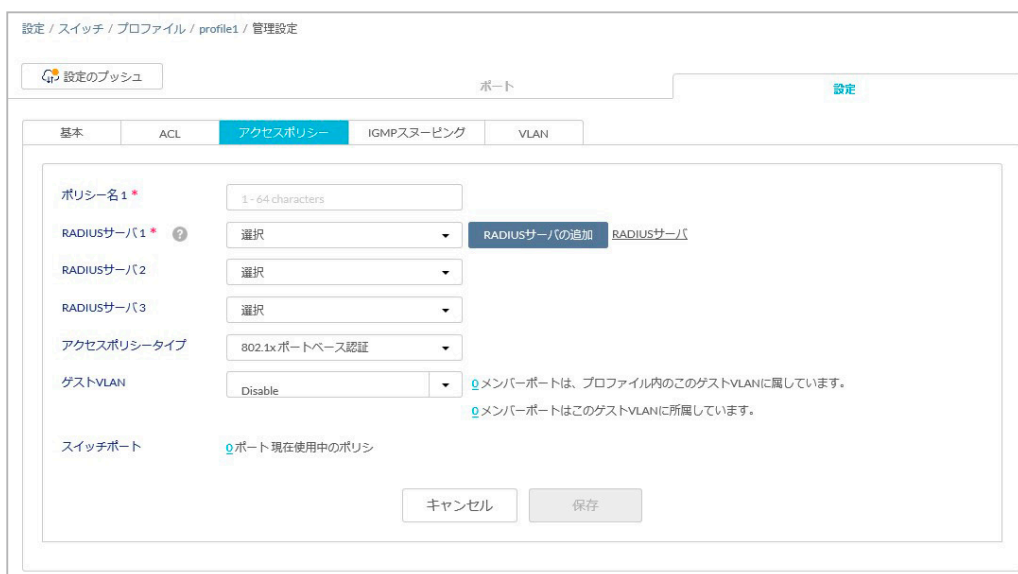 設定 / スイッチ / プロファイル / profile1 / 管理設定
設定のプッシュ
ポート
設定
基本
ACL
アクセスポリシー
IGMPスヌーピング
VLAN
ポリシー名1 *
1 - 64 characters
RADIUSサーバ1 * ?
選択
RADIUSサーバの追加
RADIUSサーバ
RADIUSサーバ2
選択
RADIUSサーバ3
選択
アクセスポリシータイプ
802.1xポートベース認証
ゲストVLAN
Disable
0メンバーポートは、プロファイル内のこのゲストVLANに属しています。
0メンバーポートはこのゲストVLANに所属しています。
スイッチポート
0ポート 現在使用中のポリシ
キャンセル
保存